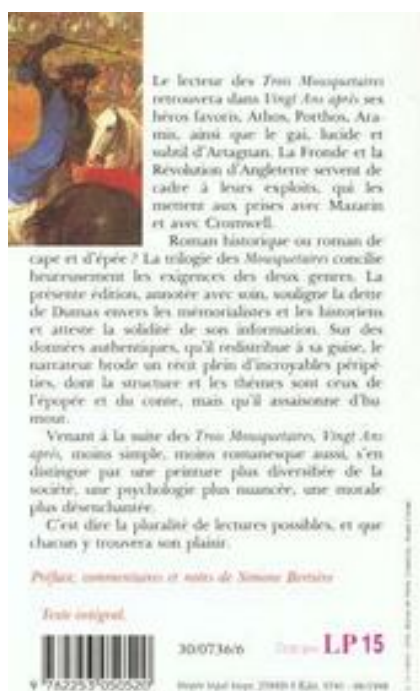 Le lecteur des Trois Mousquetaires
retrouvera dans Vingt Ans après ses
héros favoris, Athos, Porthos, Ara-
mis, ainsi que le gai, lucide et
subtil d'Artagnan. La Fronde et la
Révolution d'Angleterre servent de
cadre à leurs exploits, qui les
mettent aux prises avec Mazarin
et avec Cromwell.
Roman historique ou roman de
cape et d'épée ? La trilogie des Mousquetaires concilie
heureusement les exigences des deux genres. La
présente édition, annotée avec soin, souligne la dette
de Dumas envers les mémorialistes et les historiens
et atteste la solidité de son information. Sur des
données authentiques, qu'il redistribue à sa guise, le
narrateur brode un récit plein d'incroyables péripé-
ties, dont la structure et les thèmes sont ceux de
l'épopée et du conte, mais qu'il assaisonne d'hu-
mour.
Venant à la suite des Trois Mousquetaires, Vingt Ans
après, moins simple, moins romanesque aussi, s'en
distingue par une peinture plus diversifiée de la
société, une psychologie plus nuancée, une morale
plus désenchantée.
C'est dire la pluralité de lectures possibles, et que
chacun y trouvera son plaisir.
Préface, commentaires et notes de Simone Bertière
Texte intégral.
30/0736/6
LP 15
9 782253 050520